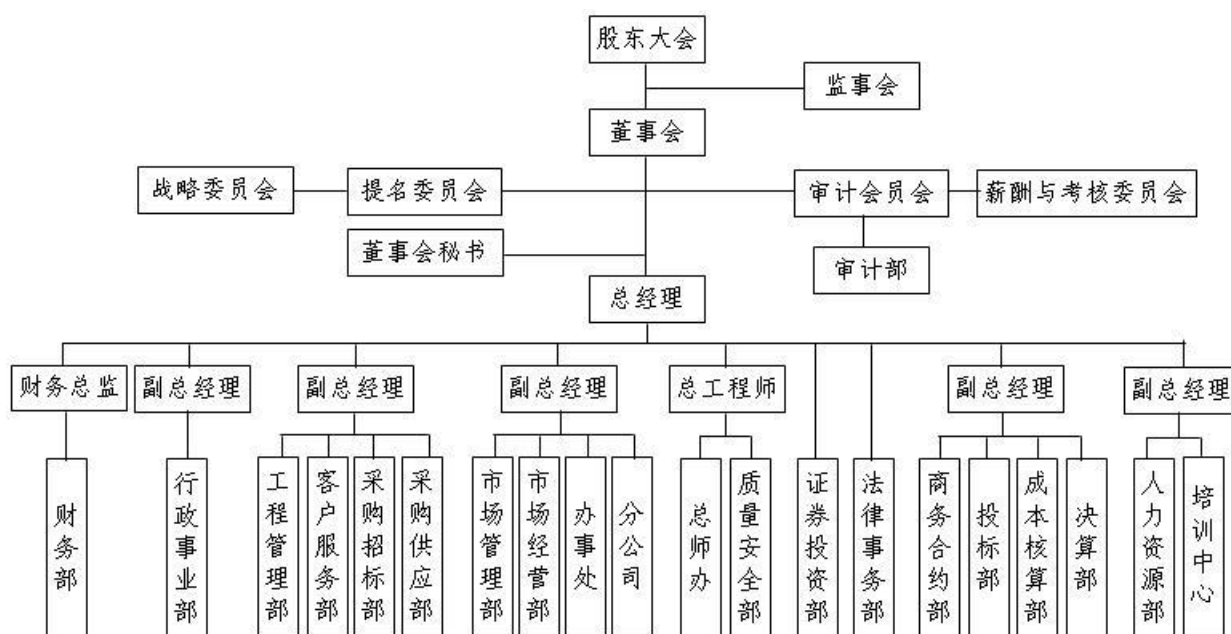 股东大会
监事会
董事会
战略委员会
提名委员会
审计会员会
薪酬与考核委员会
董事会秘书
审计部
总经理
财务总监
副总经理
副总经理
副总经理
总工程师
副总经理
副总经理
财务部
行政事业部
工程管理部
客户服务部
采购招标部
采购供应部
市场管理部
市场经营部
办事处
分公司
总师办
质量安全部
证券投资部
法律事务部
商务合约部
投标部
成本核算部
决算部
人力资源部
培训中心